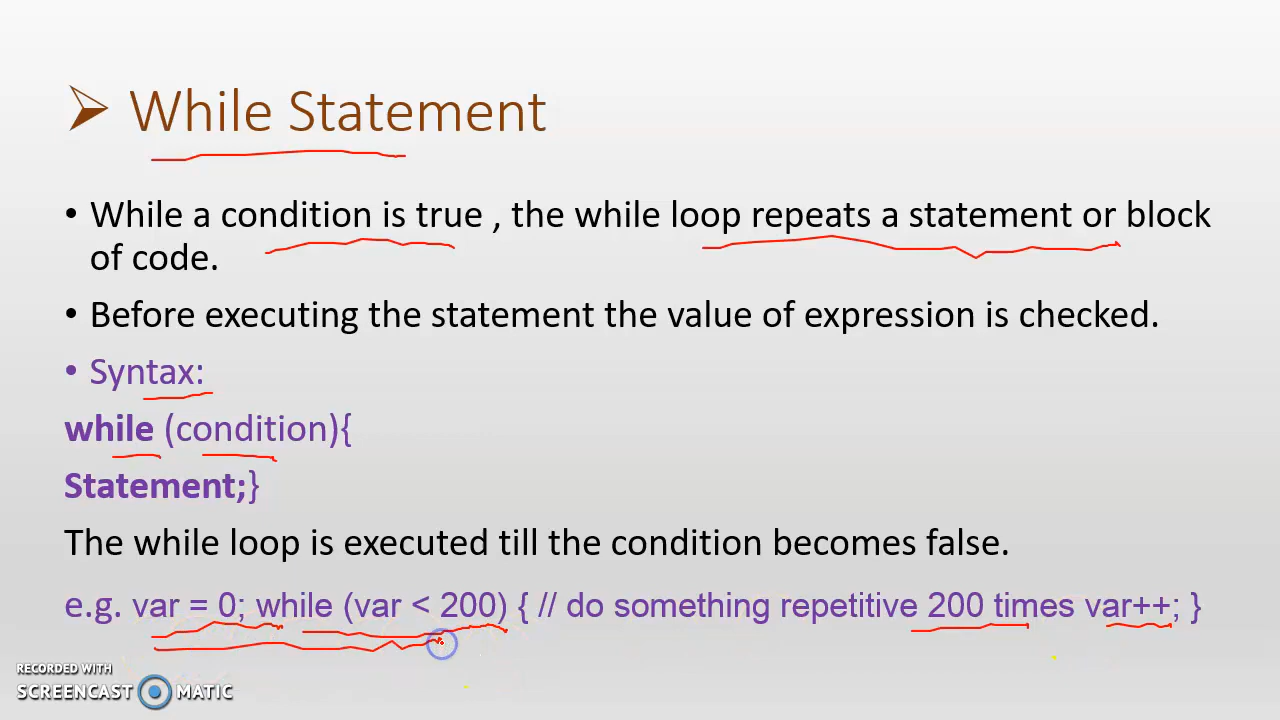 While Statement
• While a condition is true , the while loop repeats a statement or block
of code.
• Before executing the statement the value of expression is checked.
• Syntax:
while (condition){
Statement;}
The while loop is executed till the condition becomes false.
e.g. var = 0; while (var < 200) { // do something repetitive 200 times var++; }
RECORDED WITH
SCREENCAST MATIC